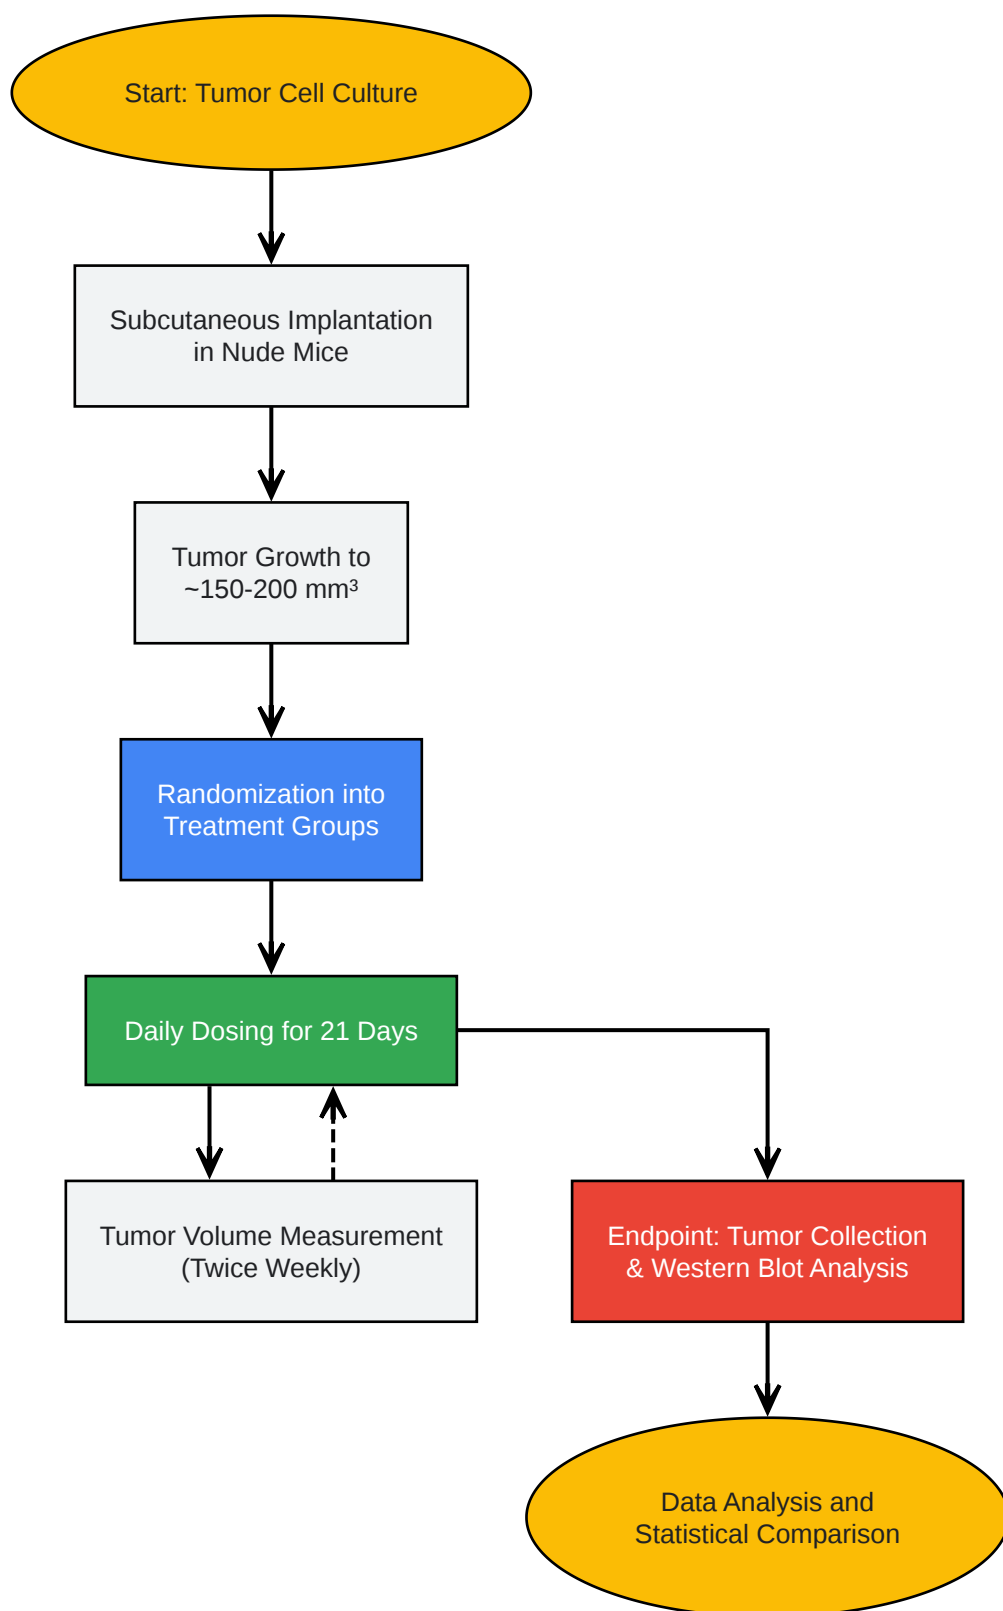 Start: Tumor Cell Culture
Subcutaneous Implantation
in Nude Mice
Tumor Growth to
~150-200 mm³
Randomization into
Treatment Groups
Daily Dosing for 21 Days
Tumor Volume Measurement
(Twice Weekly)
Endpoint: Tumor Collection
& Western Blot Analysis
Data Analysis and
Statistical Comparison